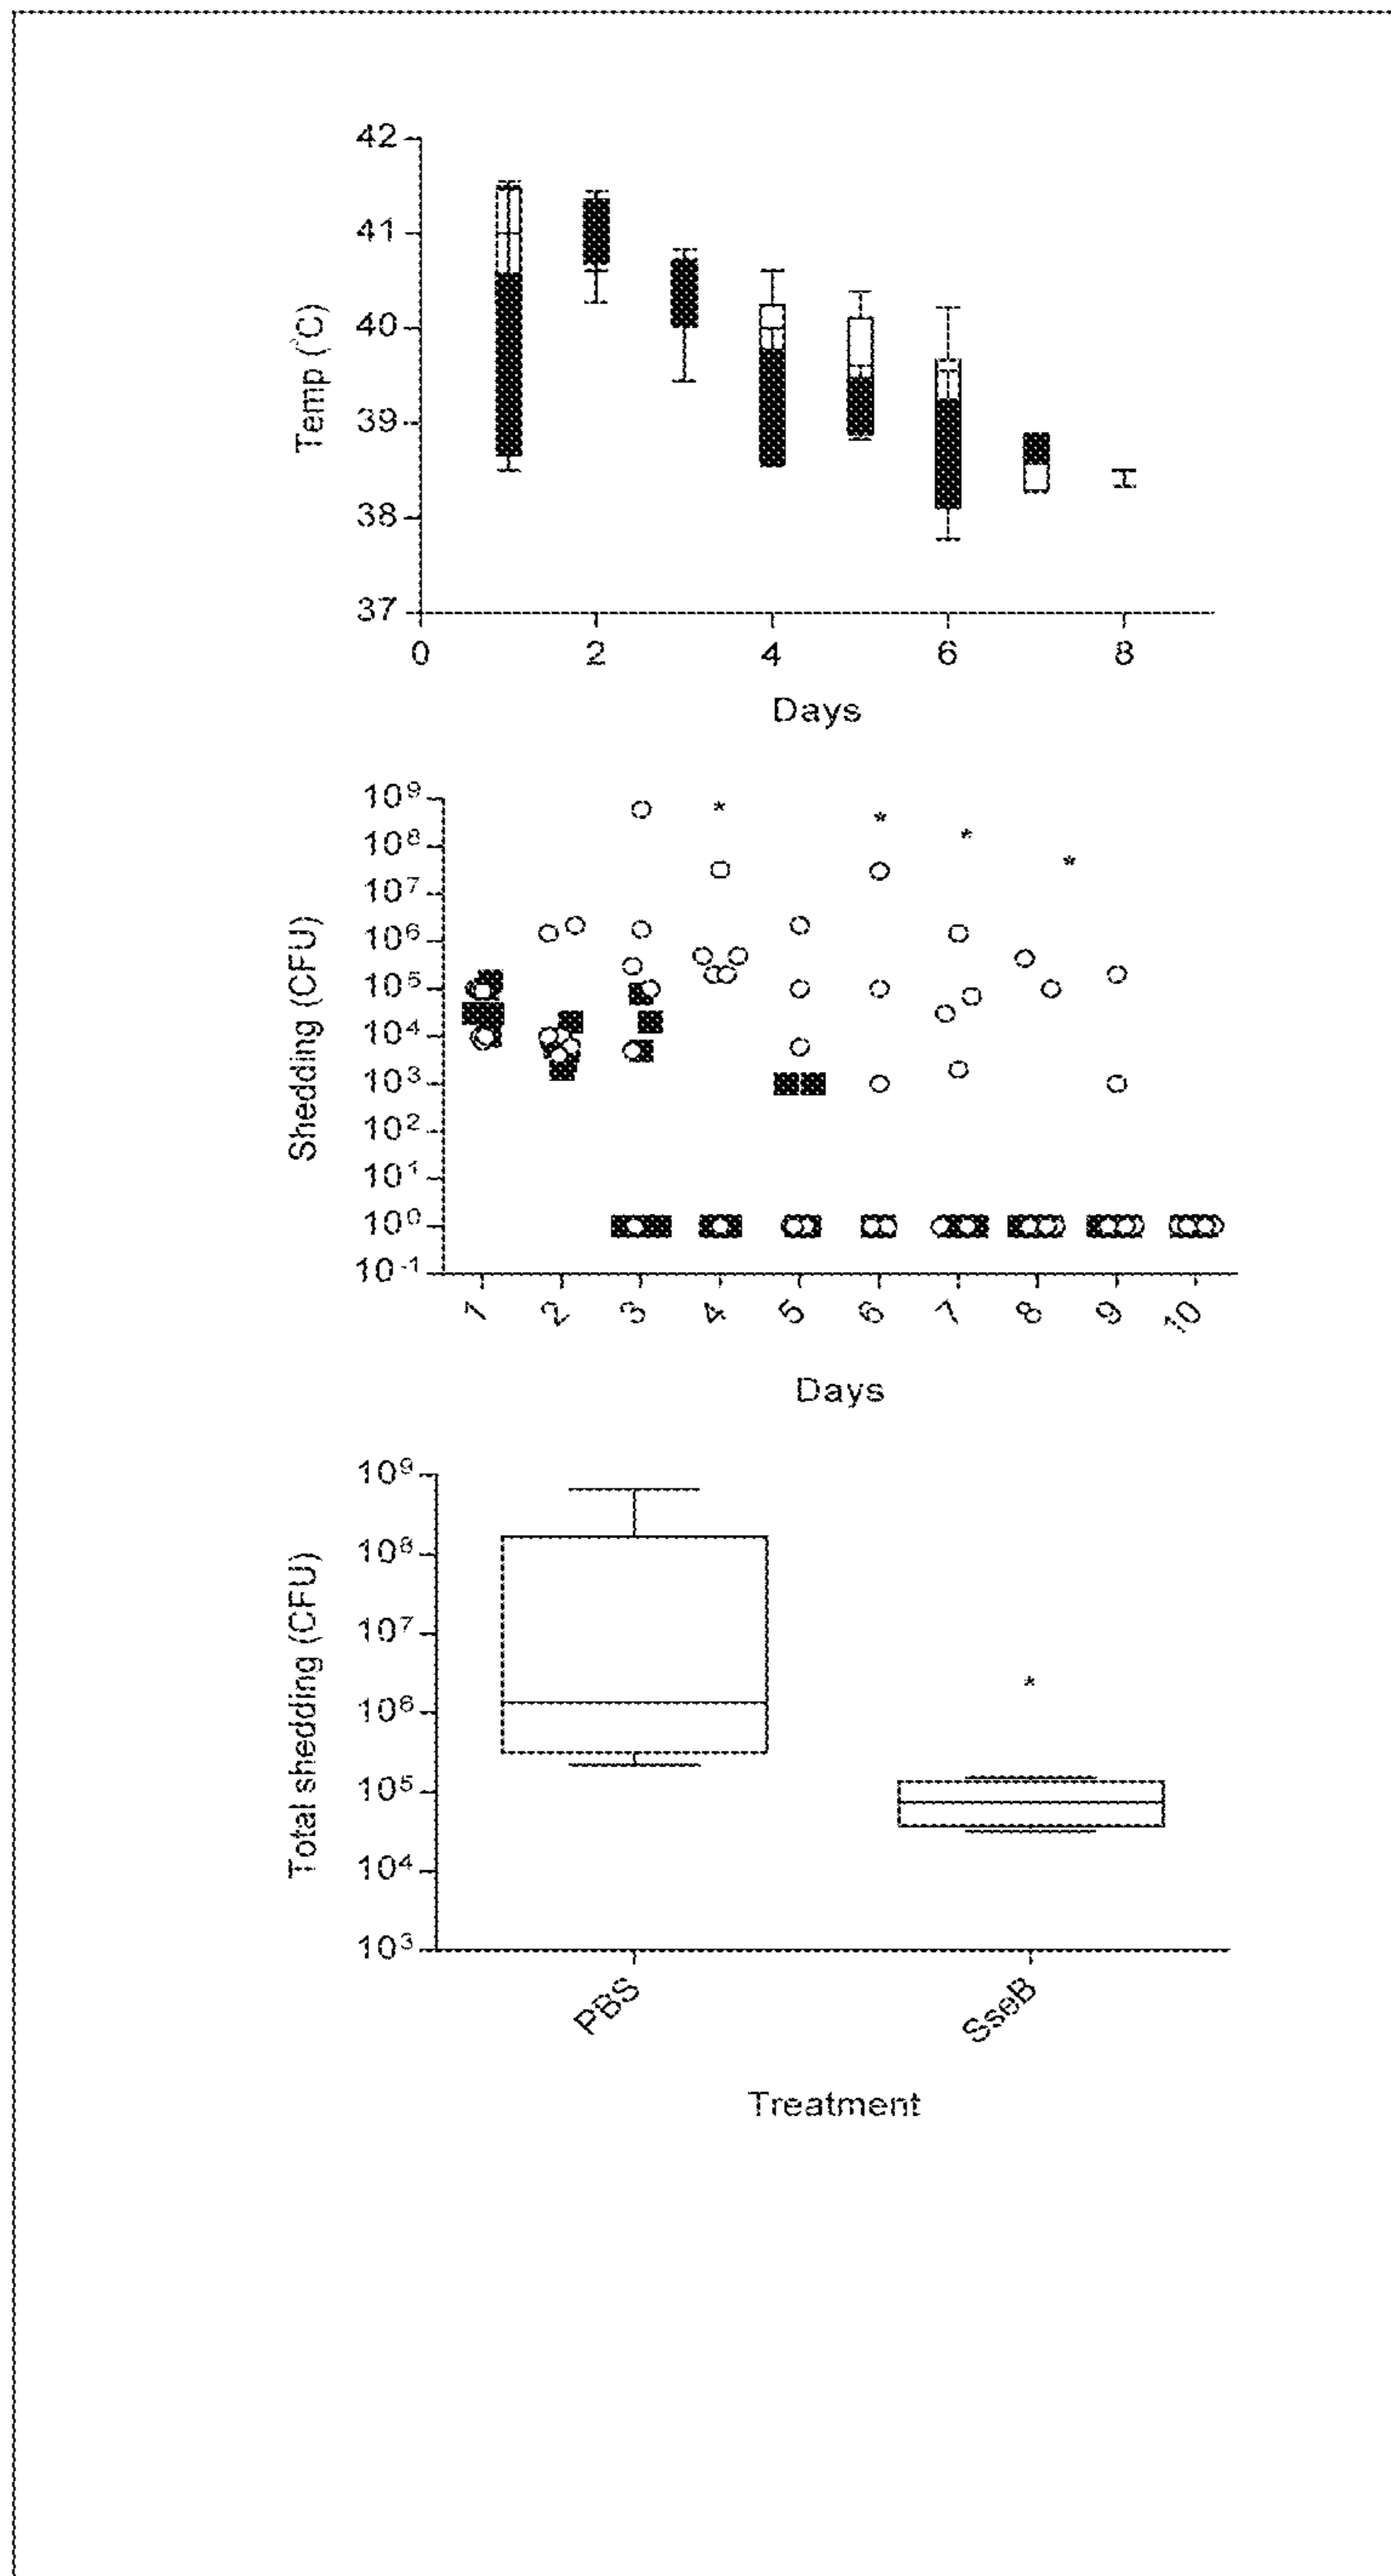 42
41
40
39
38
37
Temp (°C)
0 2 4 6 8
Days
10⁹
10⁸
10⁷
10⁶
10⁵
10⁴
10³
10²
10¹
10⁰
10⁻¹
Shedding (CFU)
* * * *
1 2 3 4 5 6 7 8 9 10
Days
10⁹
10⁸
10⁷
10⁶
10⁵
10⁴
10³
Total shedding (CFU)
*
PBS SseB
Treatment